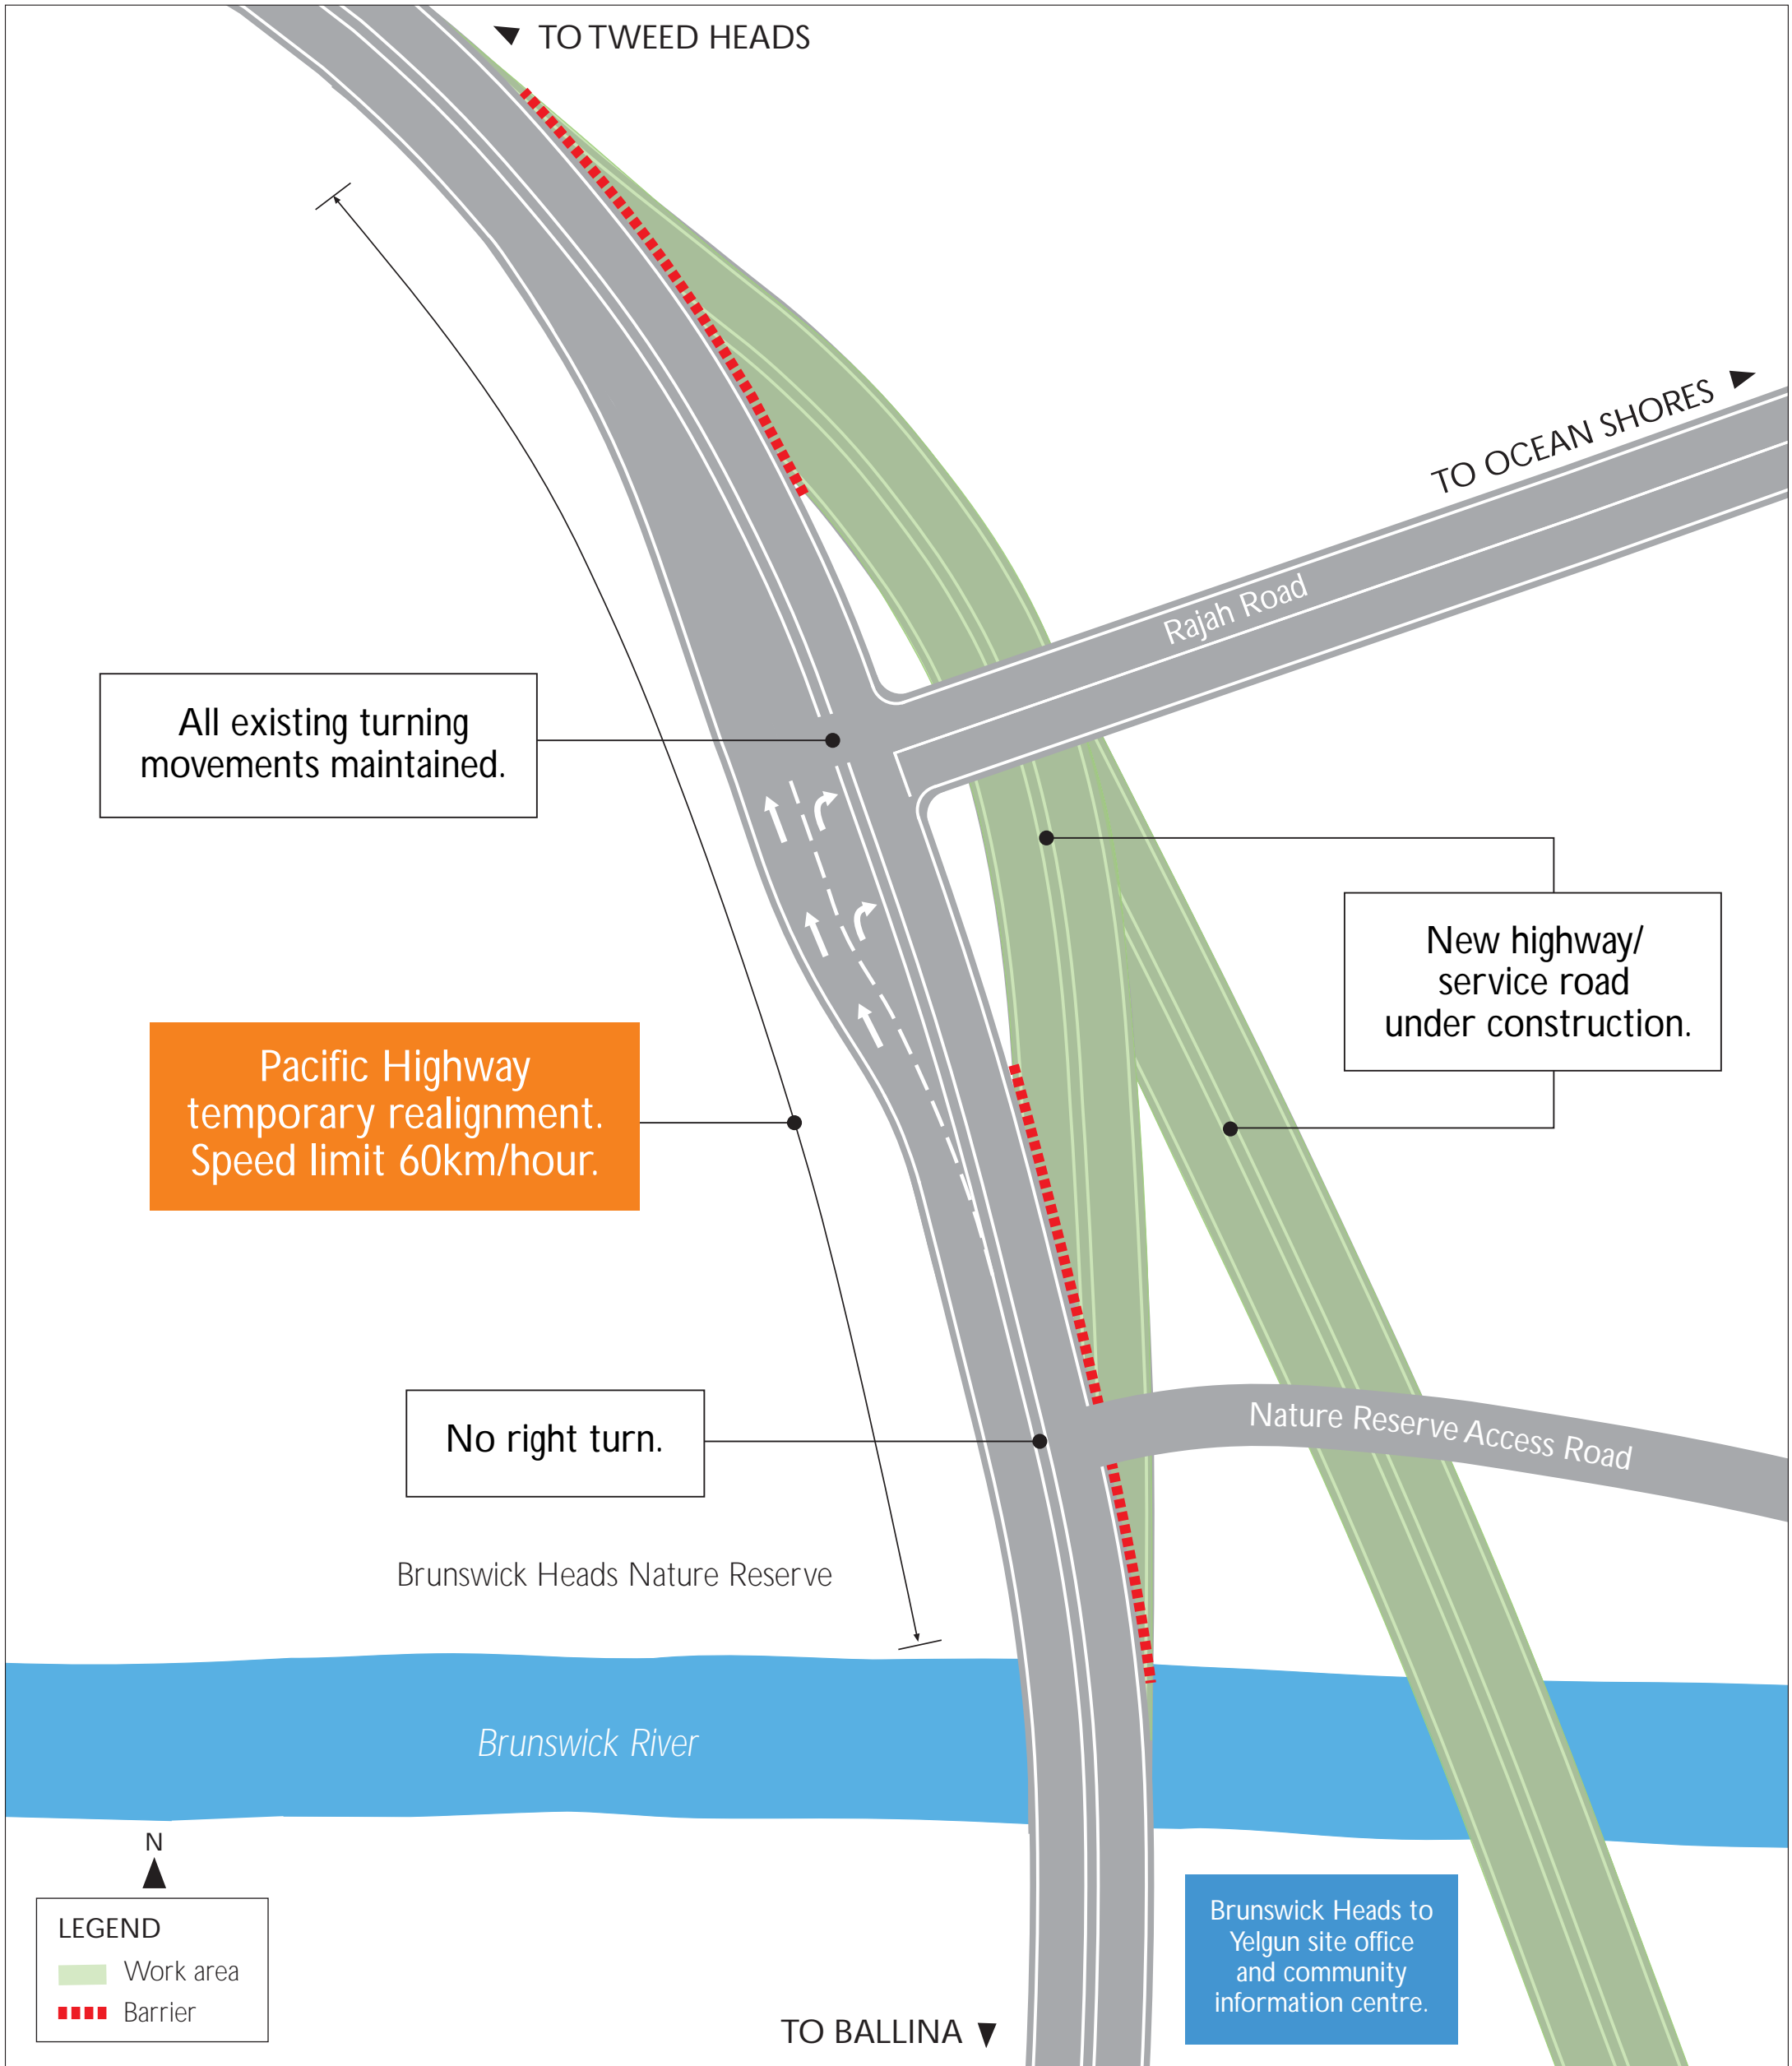 TO TWEED HEADS
TO OCEAN SHORES
Rajah Road
All existing turning
movements maintained.
New highway/
service road
under construction.
Pacific Highway
temporary realignment.
Speed limit 60km/hour.
No right turn.
Nature Reserve Access Road
Brunswick Heads Nature Reserve
Brunswick River
N
LEGEND
Work area
Barrier
Brunswick Heads to
Yelgun site office
and community
information centre.
TO BALLINA